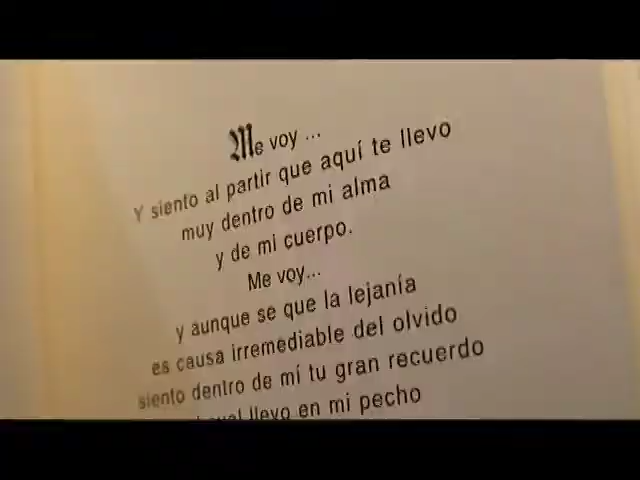 Me voy ...
Y siento al partir que aquí te llevo
muy dentro de mi alma
y de mi cuerpo.
Me voy...
y aunque se que la lejanía
es causa irremediable del olvido
siento dentro de mí tu gran recuerdo
llevo en mi pecho